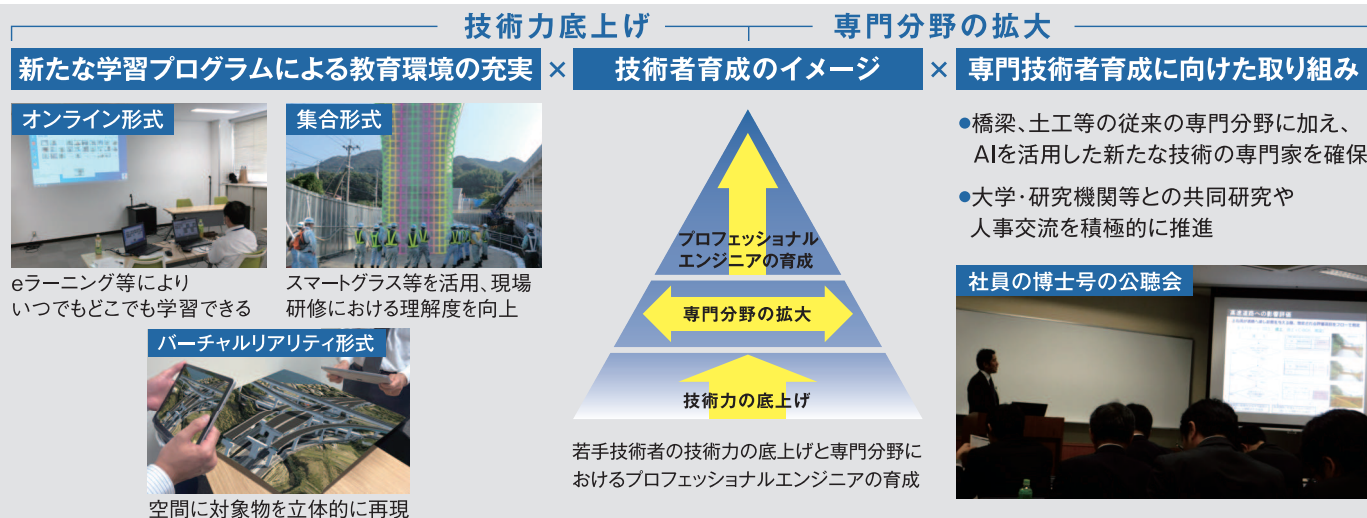 技術力底上げ
専門分野の拡大
新たな学習プログラムによる教育環境の充実
×
技術者育成のイメージ
×
専門技術者育成に向けた取り組み
オンライン形式
eラーニング等により
いつでもどこでも学習できる
集合形式
スマートグラス等を活用、現場
研修における理解度を向上
バーチャルリアリティ形式
空間に対象物を立体的に再現
プロフェッショナル
エンジニアの育成
専門分野の拡大
技術力の底上げ
若手技術者の技術力の底上げと専門分野に
おけるプロフェッショナルエンジニアの育成
●橋梁、土工等の従来の専門分野に加え、
AIを活用した新たな技術の専門家を確保
●大学・研究機関等との共同研究や
人事交流を積極的に推進
社員の博士号の公聴会
高速道路への影響評価